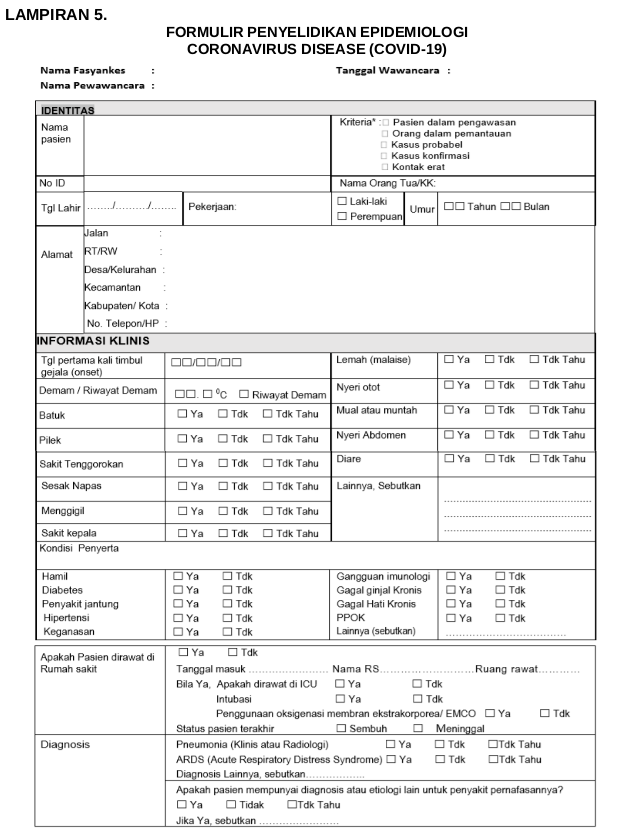 LAMPIRAN 5.
FORMULIR PENYELIDIKAN EPIDEMIOLOGI
CORONAVIRUS DISEASE (COVID-19)
Nama Fasyankes : Tanggal Wawancara :
Nama Pewawancara :
IDENTITAS
Nama pasien
Kriteria* : ☐ Pasien dalam pengawasan
☐ Orang dalam pemantauan
☐ Kasus probabel
☐ Kasus konfirmasi
☐ Kontak erat
No ID Nama Orang Tua/KK:
Tgl Lahir ......../........../........ Pekerjaan: ☐ Laki-laki ☐ Perempuan Umur ☐☐ Tahun ☐☐ Bulan
Alamat
Jalan :
RT/RW :
Desa/Kelurahan :
Kecamantan :
Kabupaten/ Kota :
No. Telepon/HP :
INFORMASI KLINIS
Tgl pertama kali timbul gejala (onset) ☐☐/☐☐/☐☐ Lemah (malaise) ☐ Ya ☐ Tdk ☐ Tdk Tahu
Demam / Riwayat Demam ☐☐. ☐ ⁰C ☐ Riwayat Demam Nyeri otot ☐ Ya ☐ Tdk ☐ Tdk Tahu
Batuk ☐ Ya ☐ Tdk ☐ Tdk Tahu Mual atau muntah ☐ Ya ☐ Tdk ☐ Tdk Tahu
Pilek ☐ Ya ☐ Tdk ☐ Tdk Tahu Nyeri Abdomen ☐ Ya ☐ Tdk ☐ Tdk Tahu
Sakit Tenggorokan ☐ Ya ☐ Tdk ☐ Tdk Tahu Diare ☐ Ya ☐ Tdk ☐ Tdk Tahu
Sesak Napas ☐ Ya ☐ Tdk ☐ Tdk Tahu Lainnya, Sebutkan
Menggigil ☐ Ya ☐ Tdk ☐ Tdk Tahu
Sakit kepala ☐ Ya ☐ Tdk ☐ Tdk Tahu
Kondisi Penyerta
Hamil ☐ Ya ☐ Tdk Gangguan imunologi ☐ Ya ☐ Tdk
Diabetes ☐ Ya ☐ Tdk Gagal ginjal Kronis ☐ Ya ☐ Tdk
Penyakit jantung ☐ Ya ☐ Tdk Gagal Hati Kronis ☐ Ya ☐ Tdk
Hipertensi ☐ Ya ☐ Tdk PPOK ☐ Ya ☐ Tdk
Keganasan ☐ Ya ☐ Tdk Lainnya (sebutkan) ....................................
Apakah Pasien dirawat di Rumah sakit
☐ Ya ☐ Tdk
Tanggal masuk ........................ Nama RS............................Ruang rawat............
Bila Ya, Apakah dirawat di ICU ☐ Ya ☐ Tdk
Intubasi ☐ Ya ☐ Tdk
Penggunaan oksigenasi membran ekstrakorporea/ EMCO ☐ Ya ☐ Tdk
Status pasien terakhir ☐ Sembuh ☐ Meninggal
Diagnosis
Pneumonia (Klinis atau Radiologi) ☐ Ya ☐ Tdk ☐Tdk Tahu
ARDS (Acute Respiratory Distress Syndrome) ☐ Ya ☐ Tdk ☐Tdk Tahu
Diagnosis Lainnya, sebutkan..................
Apakah pasien mempunyai diagnosis atau etiologi lain untuk penyakit pernafasannya?
☐ Ya ☐ Tidak ☐Tdk Tahu
Jika Ya, sebutkan ........................